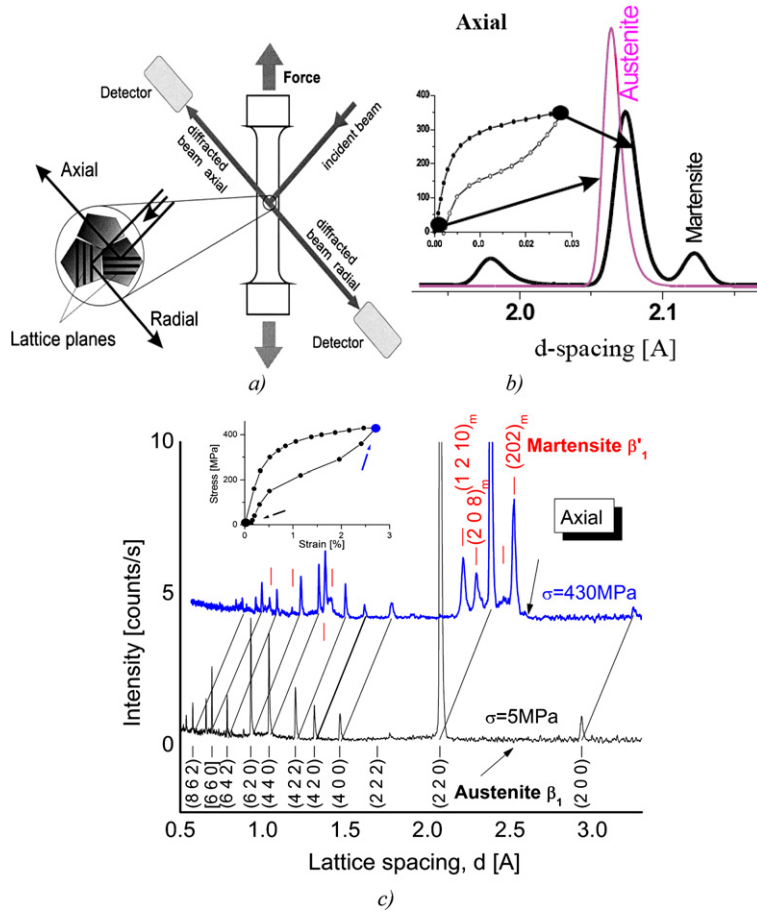 Force
Detector
diffracted
beam axial
incident beam
Axial
diffracted
beam radial
Radial
Lattice planes
Detector
a)
Axial
Austenite
400
300
200
100
0
0.00
0.01
0.0
0.03
Martensite
2.0
2.1
d-spacing [A]
b)
10
5
0
Intensity [counts/s]
400
200
0
Stress [MPa]
0
1
2
3
Strain [%]
(1 2 10)m
(2 0 8)m
(202)m
Martensite β'1
Axial
σ=430MPa
σ=5MPa
Austenite β1
(8 6 2)
[6 6 0]
(6 4 2)
(6 2 0)
(4 4 0)
(4 2 2)
(4 2 0)
(4 0 0)
(2 2 2)
(2 2 0)
(2 0 0)
0.5 1.0 1.5 2.0 2.5 3.0
Lattice spacing, d [A]
c)